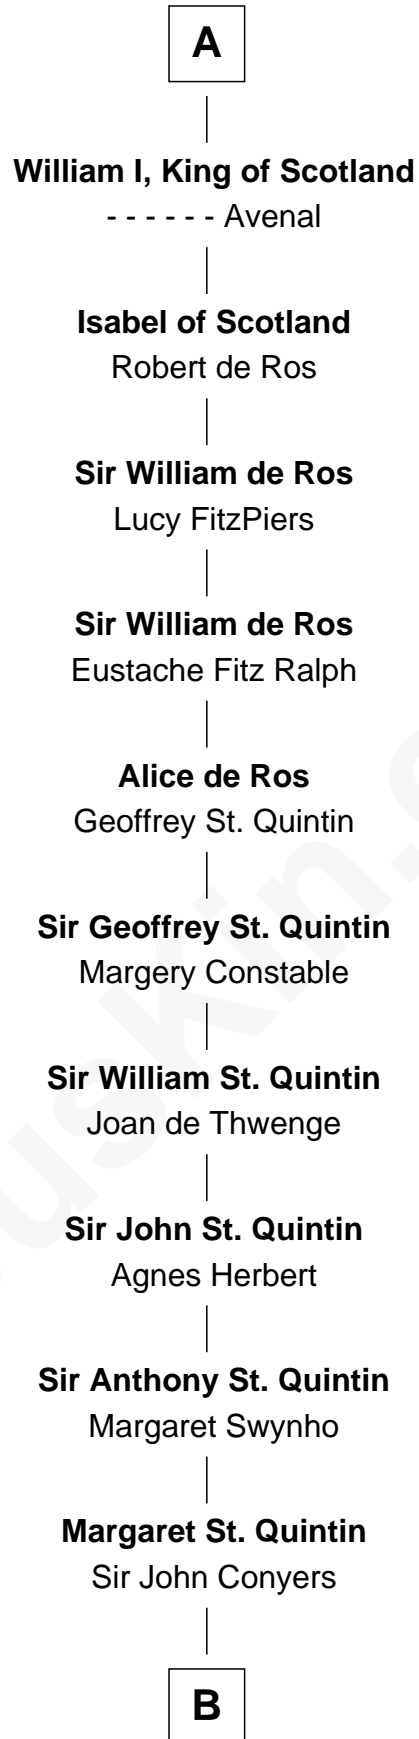 A
William I, King of Scotland
- - - - - - Avenal
Isabel of Scotland
Robert de Ros
Sir William de Ros
Lucy FitzPiers
Sir William de Ros
Eustache Fitz Ralph
Alice de Ros
Geoffrey St. Quintin
Sir Geoffrey St. Quintin
Margery Constable
Sir William St. Quintin
Joan de Thwenge
Sir John St. Quintin
Agnes Herbert
Sir Anthony St. Quintin
Margaret Swynho
Margaret St. Quintin
Sir John Conyers
B